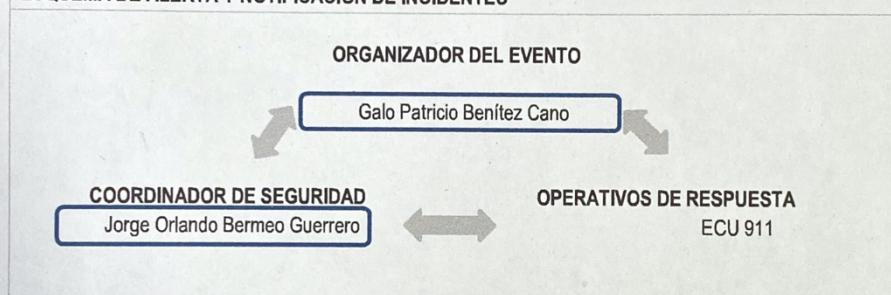 ORGANIZADOR DEL EVENTO
Galo Patricio Benítez Cano
COORDINADOR DE SEGURIDAD
Jorge Orlando Bermeo Guerrero
OPERATIVOS DE RESPUESTA
ECU 911